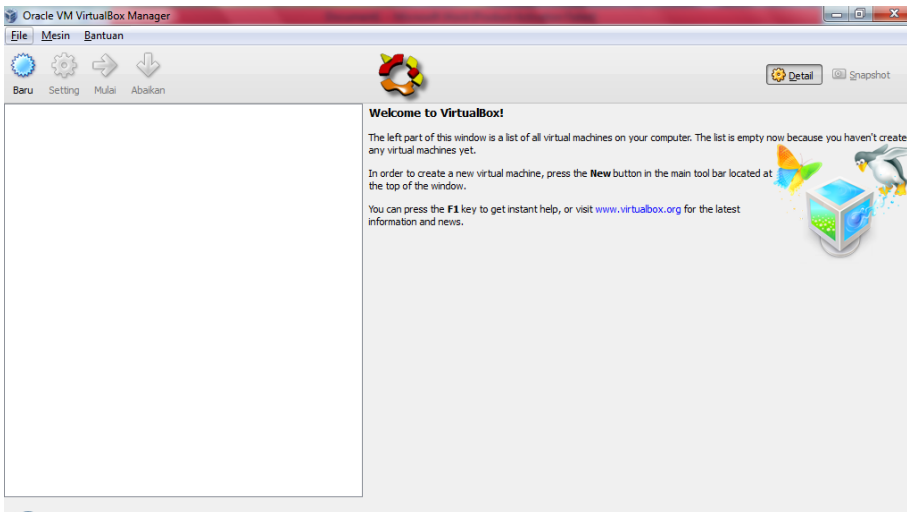 Oracle VM VirtualBox Manager
File Mesin Bantuan
Baru Setting Mulai Abaikan
Detail Snapshot
Welcome to VirtualBox!
The left part of this window is a list of all virtual machines on your computer. The list is empty now because you haven't create
any virtual machines yet.
In order to create a new virtual machine, press the New button in the main tool bar located at
the top of the window.
You can press the F1 key to get instant help, or visit www.virtualbox.org for the latest
information and news.